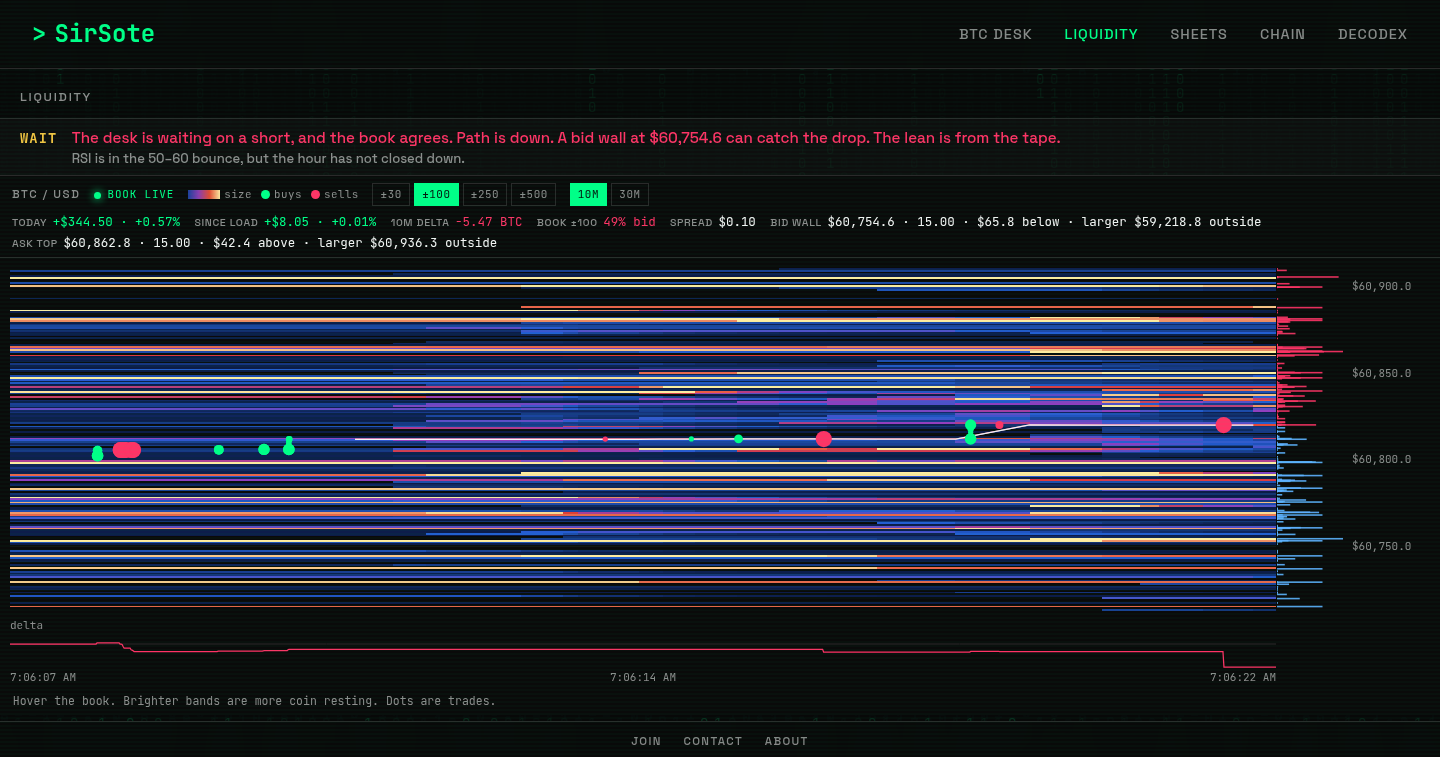 > SirSote
BTC DESK LIQUIDITY SHEETS CHAIN DECODEX
LIQUIDITY
WAIT The desk is waiting on a short, and the book agrees. Path is down. A bid wall at $60,754.6 can catch the drop. The lean is from the tape.
RSI is in the 50–60 bounce, but the hour has not closed down.
BTC / USD BOOK LIVE size buys sells ±30 ±100 ±250 ±500 10M 30M
TODAY +$344.50 · +0.57% SINCE LOAD +$8.05 · +0.01% 10M DELTA -5.47 BTC BOOK ±100 49% bid SPREAD $0.10 BID WALL $60,754.6 · 15.00 · $65.8 below · larger $59,218.8 outside
ASK TOP $60,862.8 · 15.00 · $42.4 above · larger $60,936.3 outside
$60,900.0
$60,850.0
$60,800.0
$60,750.0
delta
7:06:07 AM 7:06:14 AM 7:06:22 AM
Hover the book. Brighter bands are more coin resting. Dots are trades.
JOIN CONTACT ABOUT